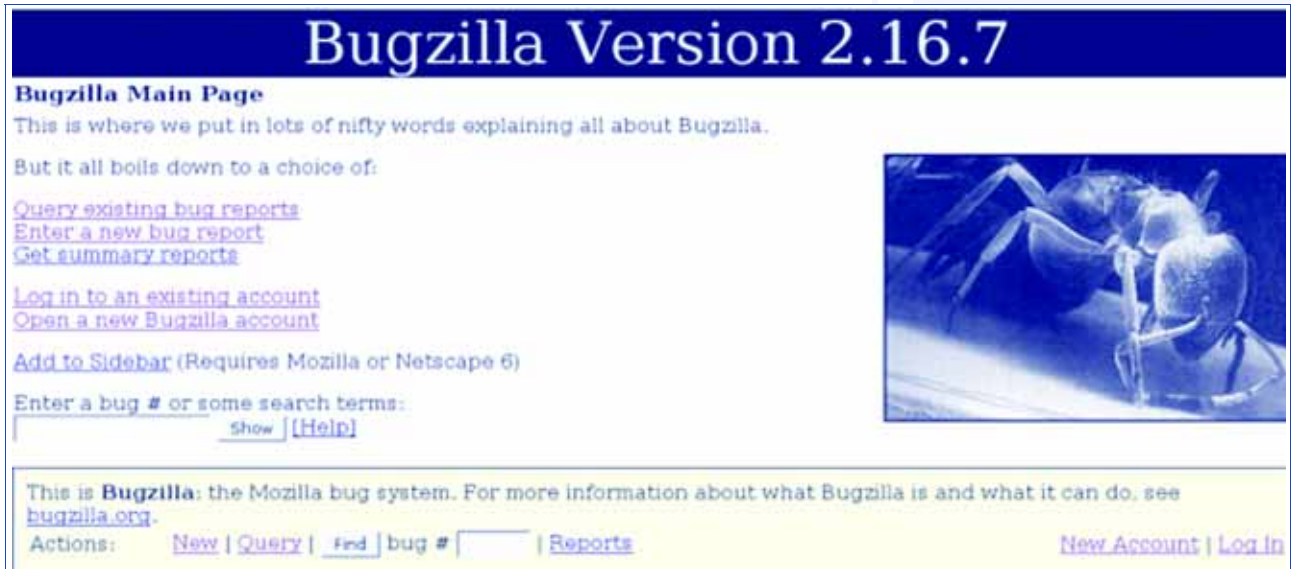 Bugzilla Version 2.16.7
Bugzilla Main Page
This is where we put in lots of nifty words explaining all about Bugzilla.
But it all boils down to a choice of:
Query existing bug reports
Enter a new bug report
Get summary reports
Log in to an existing account
Open a new Bugzilla account
Add to Sidebar (Requires Mozilla or Netscape 6)
Enter a bug # or some search terms:
Show [Help]
This is Bugzilla: the Mozilla bug system. For more information about what Bugzilla is and what it can do, see
bugzilla.org.
Actions: New | Query | Find bug # | Reports New Account | Log In